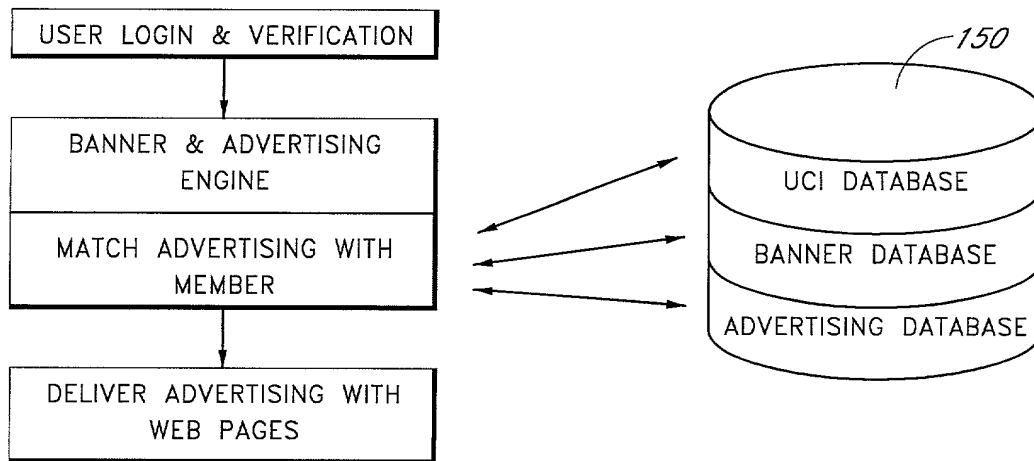 USER LOGIN & VERIFICATION
BANNER & ADVERTISING
ENGINE
MATCH ADVERTISING WITH
MEMBER
DELIVER ADVERTISING WITH
WEB PAGES
150
UCI DATABASE
BANNER DATABASE
ADVERTISING DATABASE